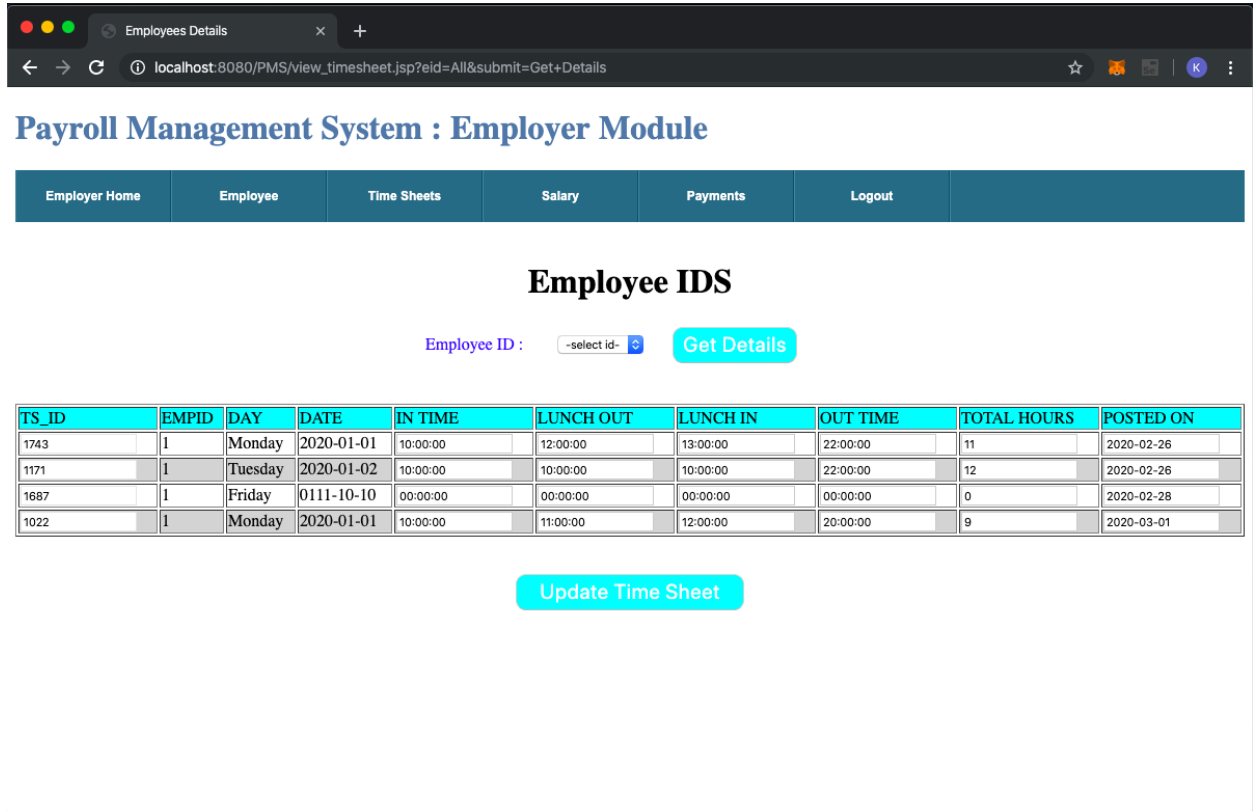 Employees Details
localhost:8080/PMS/view_timesheet.jsp?eid=All&submit=Get+Details
K
Payroll Management System : Employer Module
Employer Home Employee Time Sheets Salary Payments Logout
Employee IDS
Employee ID : -select id- Get Details
TS_ID EMPID DAY DATE IN TIME LUNCH OUT LUNCH IN OUT TIME TOTAL HOURS POSTED ON
1743 1 Monday 2020-01-01 10:00:00 12:00:00 13:00:00 22:00:00 11 2020-02-26
1171 1 Tuesday 2020-01-02 10:00:00 10:00:00 10:00:00 22:00:00 12 2020-02-26
1687 1 Friday 0111-10-10 00:00:00 00:00:00 00:00:00 00:00:00 0 2020-02-28
1022 1 Monday 2020-01-01 10:00:00 11:00:00 12:00:00 20:00:00 9 2020-03-01
Update Time Sheet